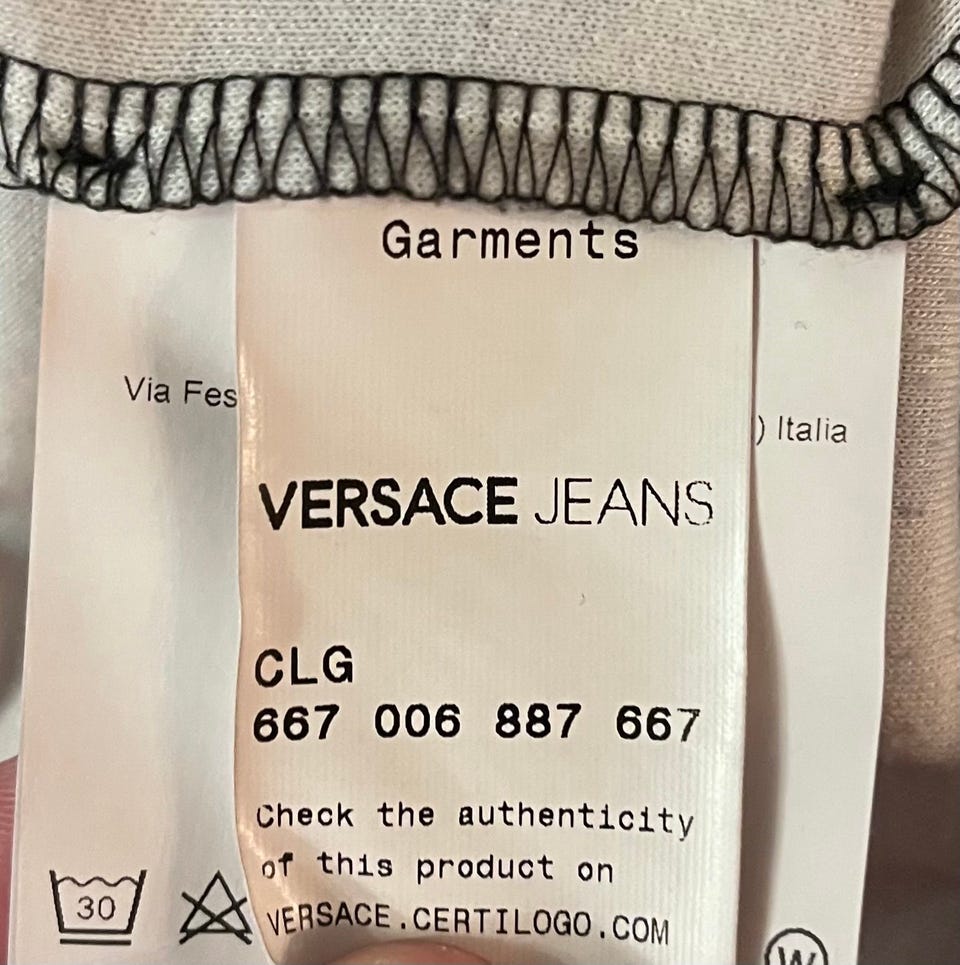 Garments
Via Fes
) Italia
VERSACE JEANS
CLG
667 006 887 667
Check the authenticity
of this product on
VERSACE.CERTILOGO.COM
30
W